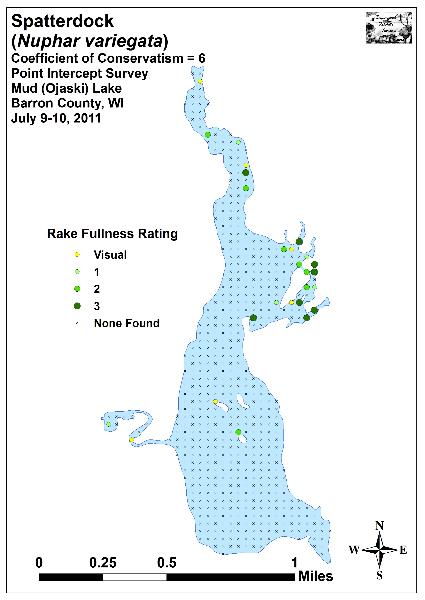 Spatterdock
(Nuphar variegata)
Coefficient of Conservatism = 6
Point Intercept Survey
Mud (Ojaski) Lake
Barron County, WI
July 9-10, 2011
Rake Fullness Rating
Visual
1
2
3
None Found
N
W E
S
0 0.25 0.5 1
Miles